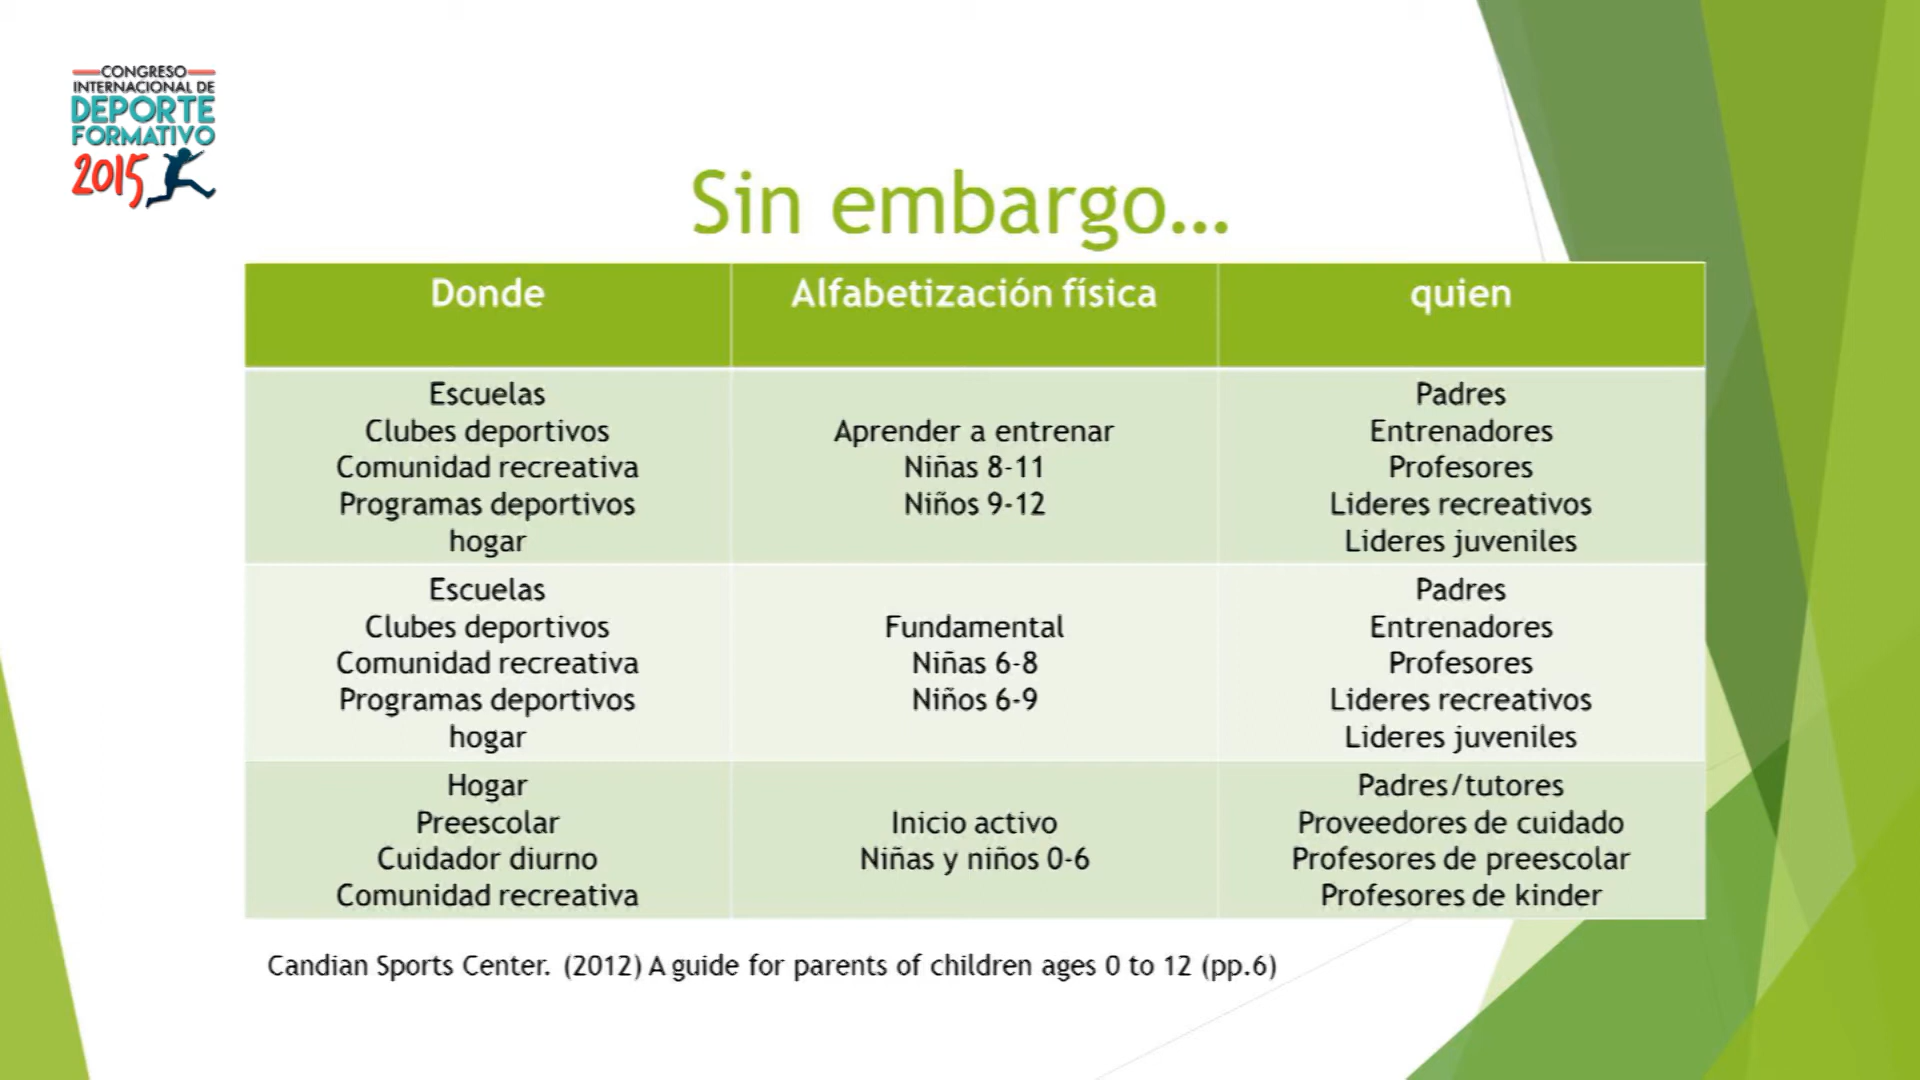 CONGRESO
INTERNACIONAL DE
DEPORTE
FORMATIVO
2015
Sin embargo...
Donde
Alfabetización física
quien
Escuelas
Clubes deportivos
Comunidad recreativa
Programas deportivos
hogar
Aprender a entrenar
Niñas 8-11
Niños 9-12
Padres
Entrenadores
Profesores
Lideres recreativos
Lideres juveniles
Escuelas
Clubes deportivos
Comunidad recreativa
Programas deportivos
hogar
Fundamental
Niñas 6-8
Niños 6-9
Padres
Entrenadores
Profesores
Lideres recreativos
Lideres juveniles
Hogar
Preescolar
Cuidador diurno
Comunidad recreativa
Inicio activo
Niñas y niños 0-6
Padres/tutores
Proveedores de cuidado
Profesores de preescolar
Profesores de kinder
Candian Sports Center. (2012) A guide for parents of children ages 0 to 12 (pp.6)